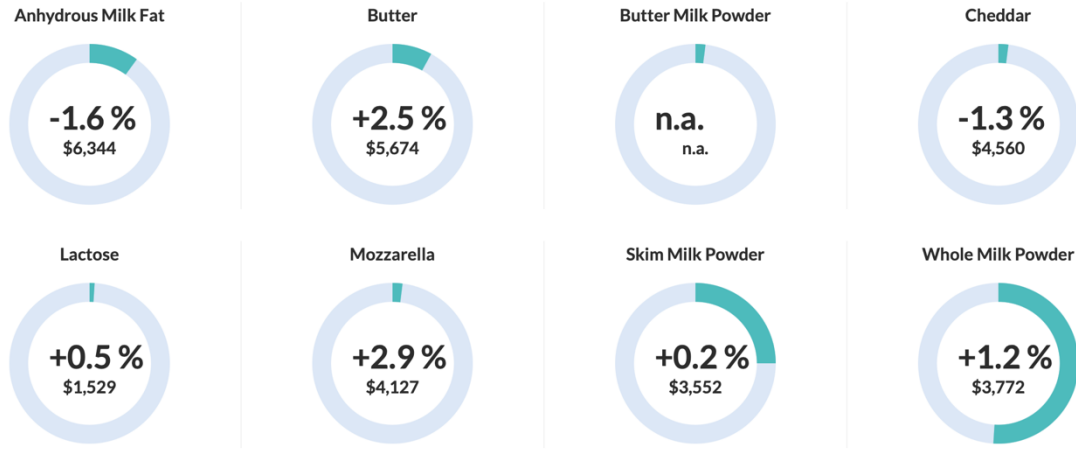 Anhydrous Milk Fat
-1.6 %
$6,344
Butter
+2.5 %
$5,674
Butter Milk Powder
n.a.
n.a.
Cheddar
-1.3 %
$4,560
Lactose
+0.5 %
$1,529
Mozzarella
+2.9 %
$4,127
Skim Milk Powder
+0.2 %
$3,552
Whole Milk Powder
+1.2 %
$3,772